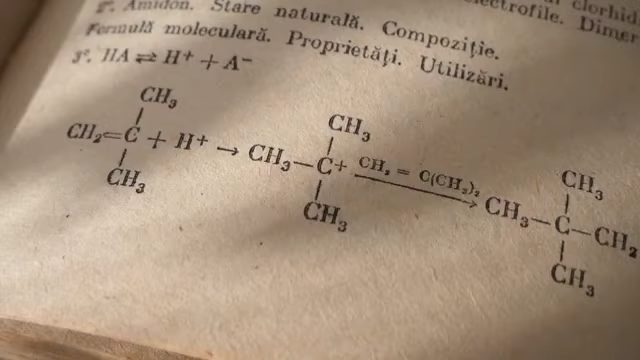 clorhid
electrofile. Dimer
2°. Amidon. Stare naturală. Compoziție.
Formulă moleculară. Proprietăți. Utilizări.
3°. HA ⇄ H⁺ + A⁻
CH₃ CH₃ CH₃
CH₂=C + H⁺ → CH₃—C+ CH₂ = C(CH₃)₂ → CH₃—C—CH₂
CH₃ CH₃ CH₃